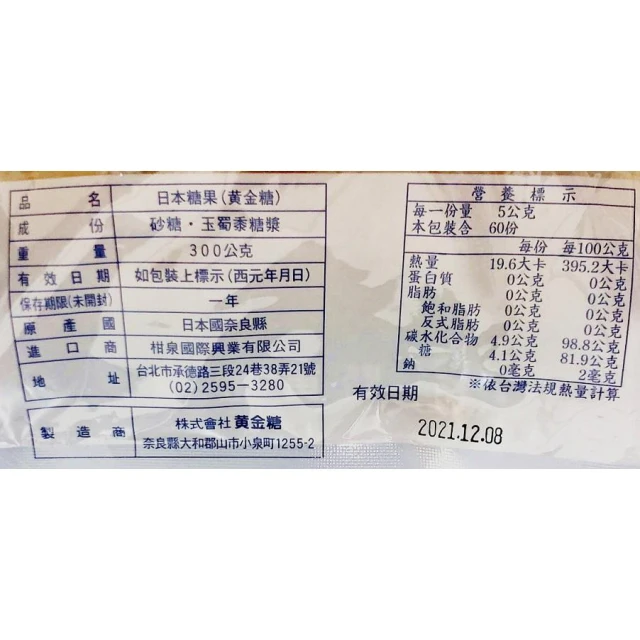 品名 日本糖果(黃金糖)
成份 砂糖・玉蜀黍糖漿
重量 300公克
有效日期 如包裝上標示(西元年月日)
保存期限(未開封) 一年
原產國 日本國奈良縣
進口商 柑泉國際興業有限公司
地址 台北市承德路三段24巷38弄21號
(02)2595-3280
製造商 株式會社 黄金糖
奈良縣大和郡山市小泉町1255-2
營養標示
每一份量 5公克
本包裝含 60份
每份 每100公克
熱量 19.6大卡 395.2大卡
蛋白質 0公克 0公克
脂肪 0公克 0公克
飽和脂肪 0公克 0公克
反式脂肪 0公克 0公克
碳水化合物 4.9公克 98.8公克
糖 4.1公克 81.9公克
鈉 0毫克 2毫克
※依台灣法規熱量計算
有效日期
2021.12.08